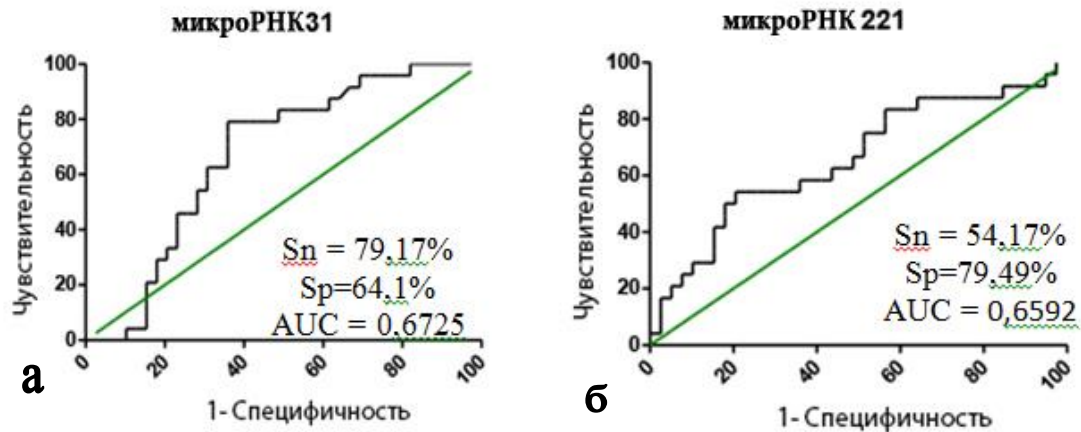 микроРНК31
Чувствительность
100
80
60
40
20
0
0
20
40
60
80
100
Sn = 79,17%
Sp=64,1%
AUC = 0,6725
1- Специфичность
а
микроРНК 221
Чувствительность
100
80
60
40
20
0
0
20
40
60
80
100
Sn = 54,17%
Sp=79,49%
AUC = 0,6592
1- Специфичность
б